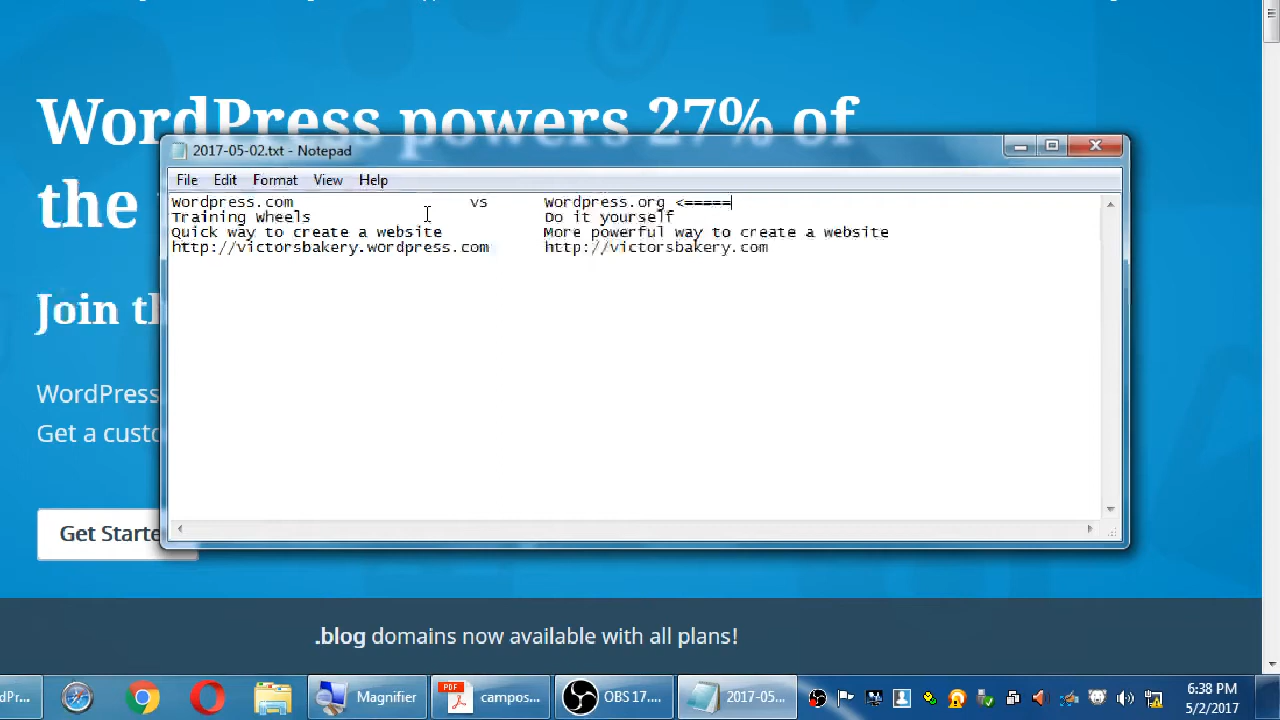 WordPress powers 27% of
the
2017-05-02.txt - Notepad
File Edit Format View Help
Wordpress.com vs Wordpress.org <=====
Training Wheels Do it yourself
Quick way to create a website More powerful way to create a website
http://victorsbakery.wordpress.com http://victorsbakery.com
Join th
WordPress
Get a custo
Get Starte
.blog domains now available with all plans!
dPr... Magnifier campos... OBS 17.... 2017-05... 6:38 PM
5/2/2017